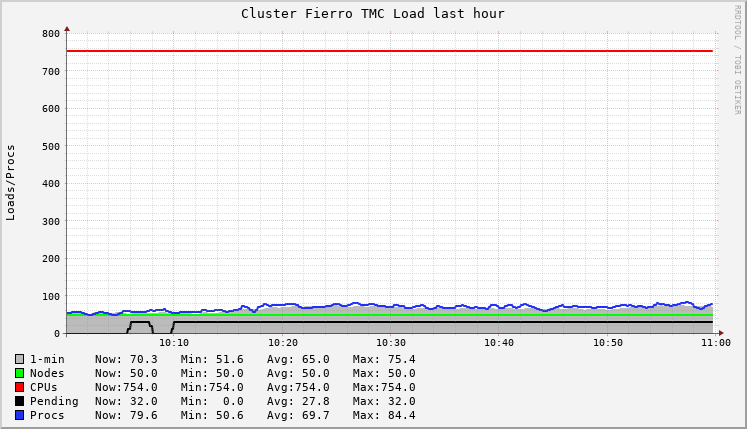 Cluster Fierro TMC Load last hour
RRDTOOL / TOBI OETIKER
Loads/Procs
800
700
600
500
400
300
200
100
0
10:10 10:20 10:30 10:40 10:50 11:00
1-min Now: 70.3 Min: 51.6 Avg: 65.0 Max: 75.4
Nodes Now: 50.0 Min: 50.0 Avg: 50.0 Max: 50.0
CPUs Now:754.0 Min:754.0 Avg:754.0 Max:754.0
Pending Now: 32.0 Min: 0.0 Avg: 27.8 Max: 32.0
Procs Now: 79.6 Min: 50.6 Avg: 69.7 Max: 84.4